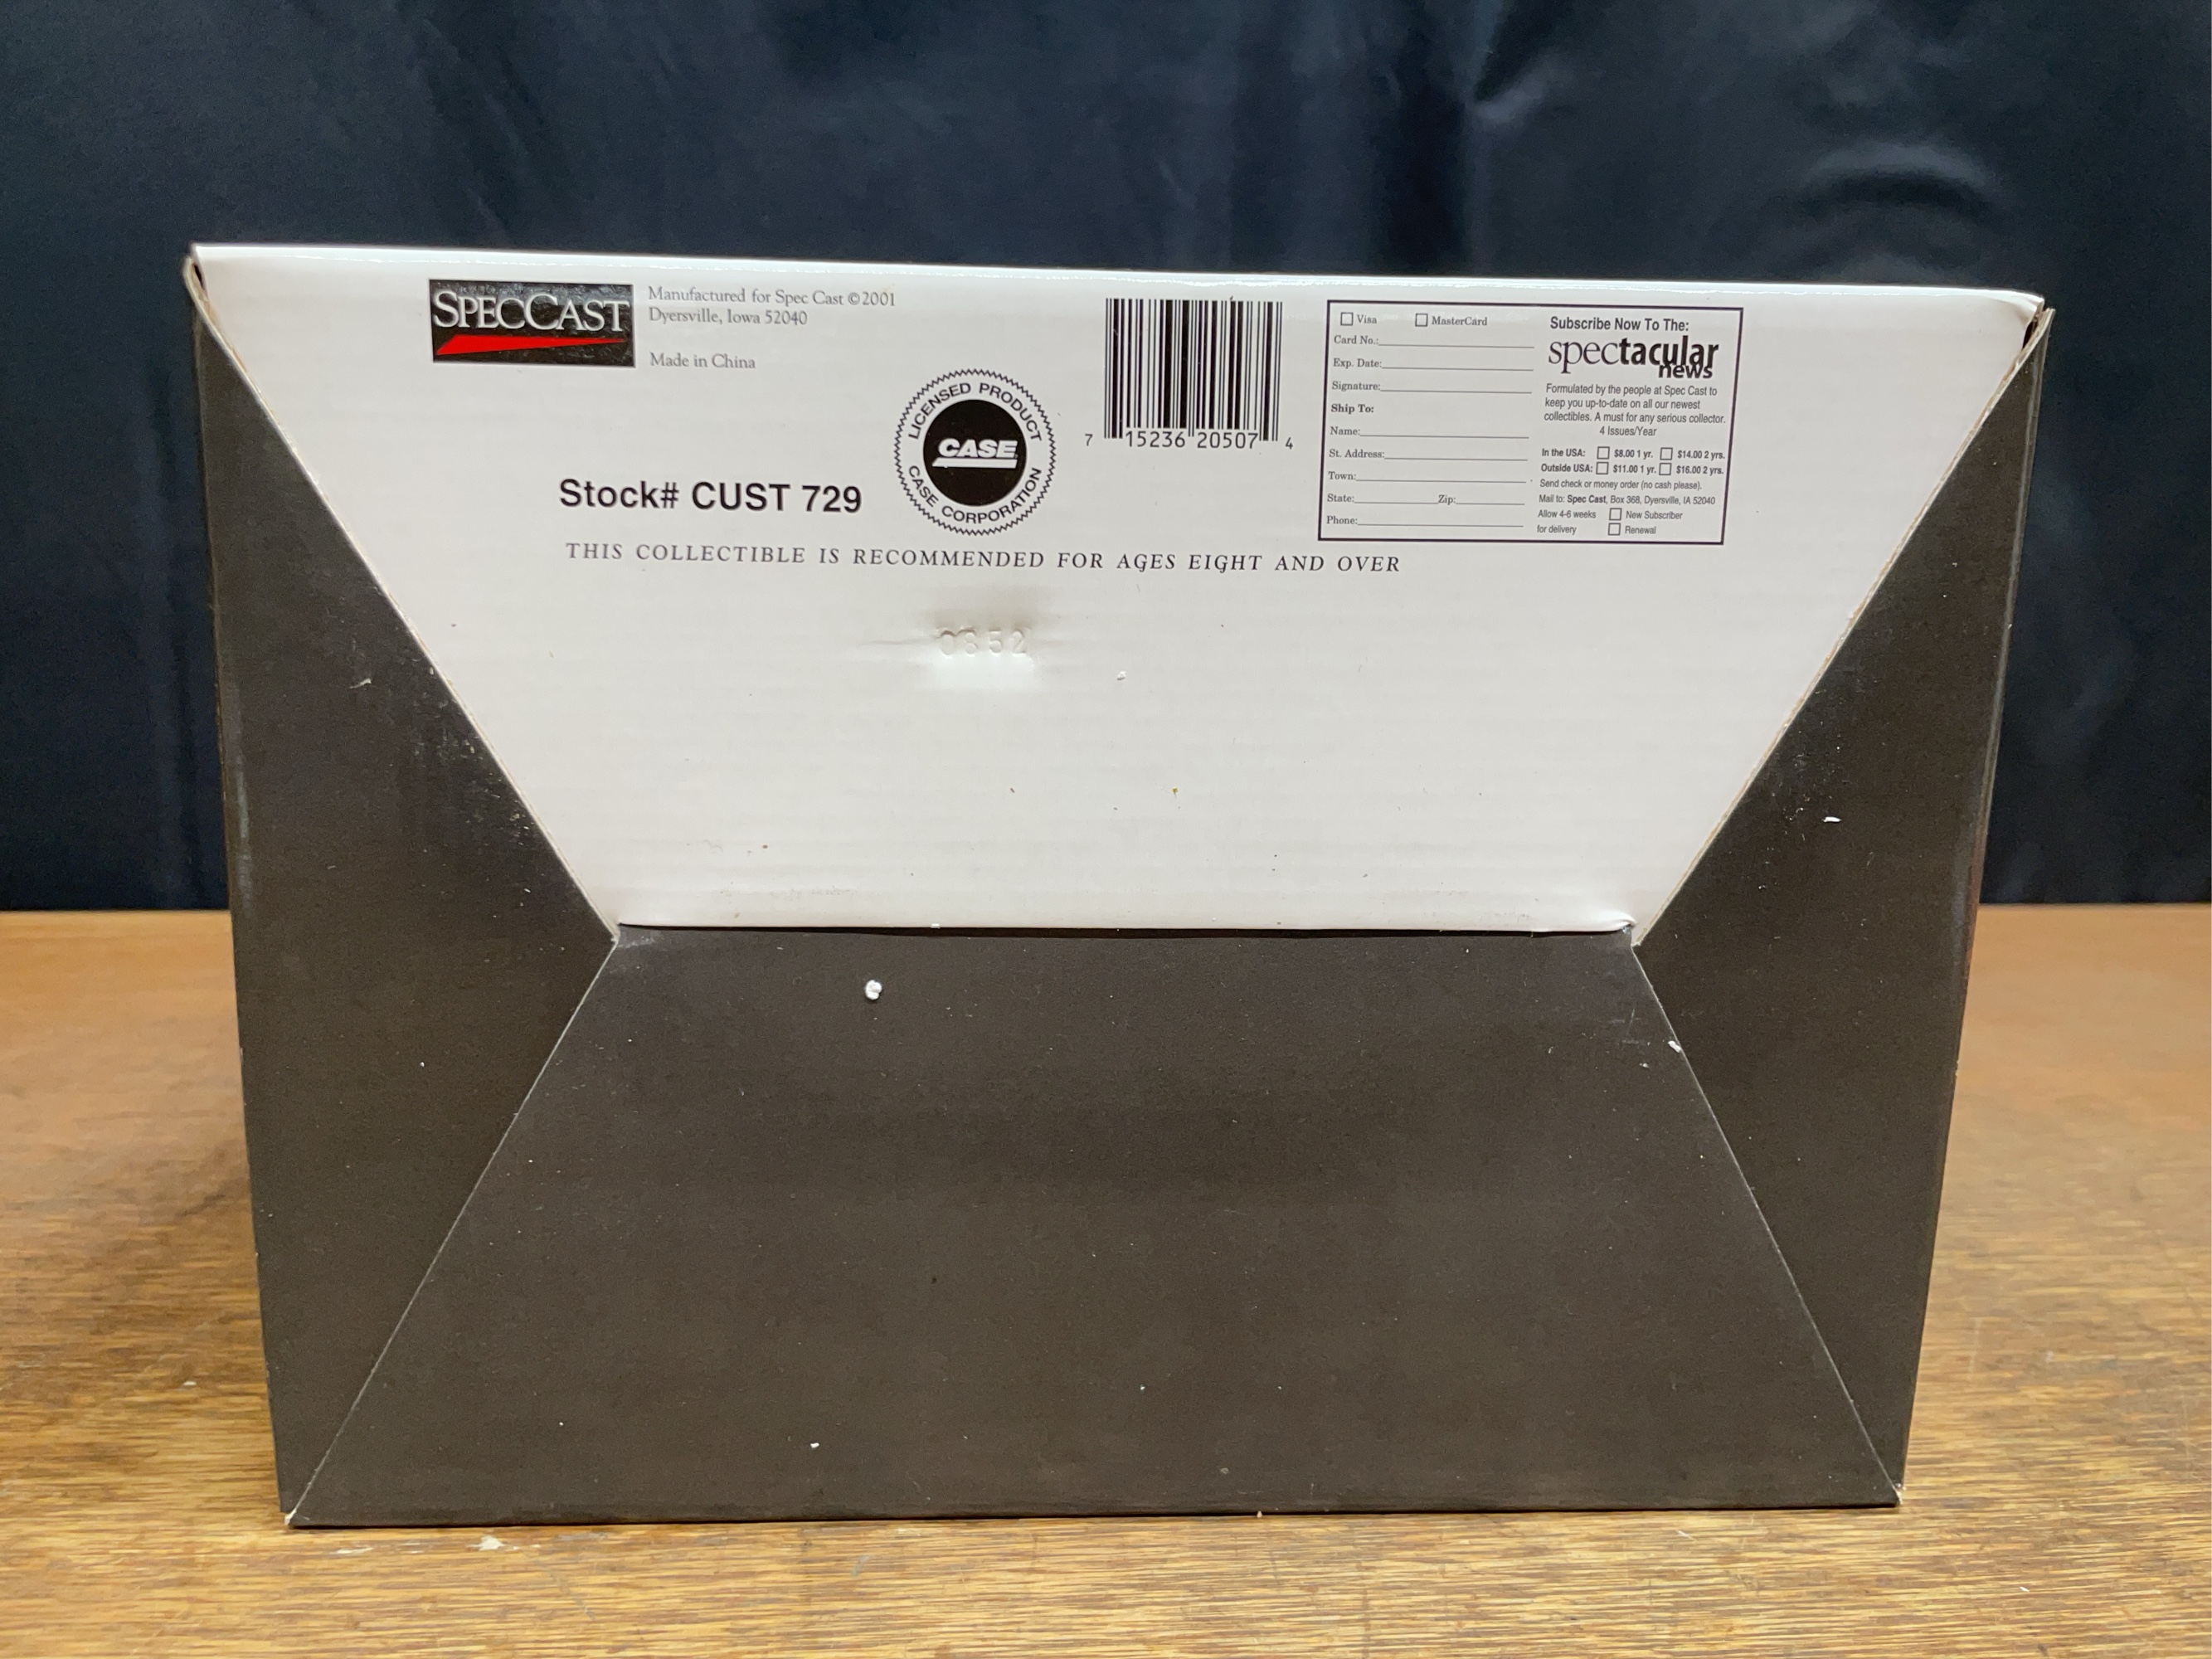 SPECCAST
Manufactured for Spec Cast ©2001
Dyersville, Iowa 52040
Made in China
LICENSED PRODUCT
CASE
CASE CORPORATION
Stock# CUST 729
7 15236 20507 4
THIS COLLECTIBLE IS RECOMMENDED FOR AGES EIGHT AND OVER
Visa MasterCard
Card No.:
Exp. Date:
Signature:
Ship To:
Name:
St. Address:
Town:
State: Zip:
Phone:
Subscribe Now To The:
spectacular
news
Formulated by the people at Spec Cast to
keep you up-to-date on all our newest
collectibles. A must for any serious collector.
4 Issues/Year
In the USA: $8.00 1 yr. $14.00 2 yrs.
Outside USA: $11.00 1 yr. $16.00 2 yrs.
Send check or money order (no cash please).
Mail to: Spec Cast, Box 368, Dyersville, IA 52040
Allow 4-6 weeks New Subscriber
for delivery Renewal